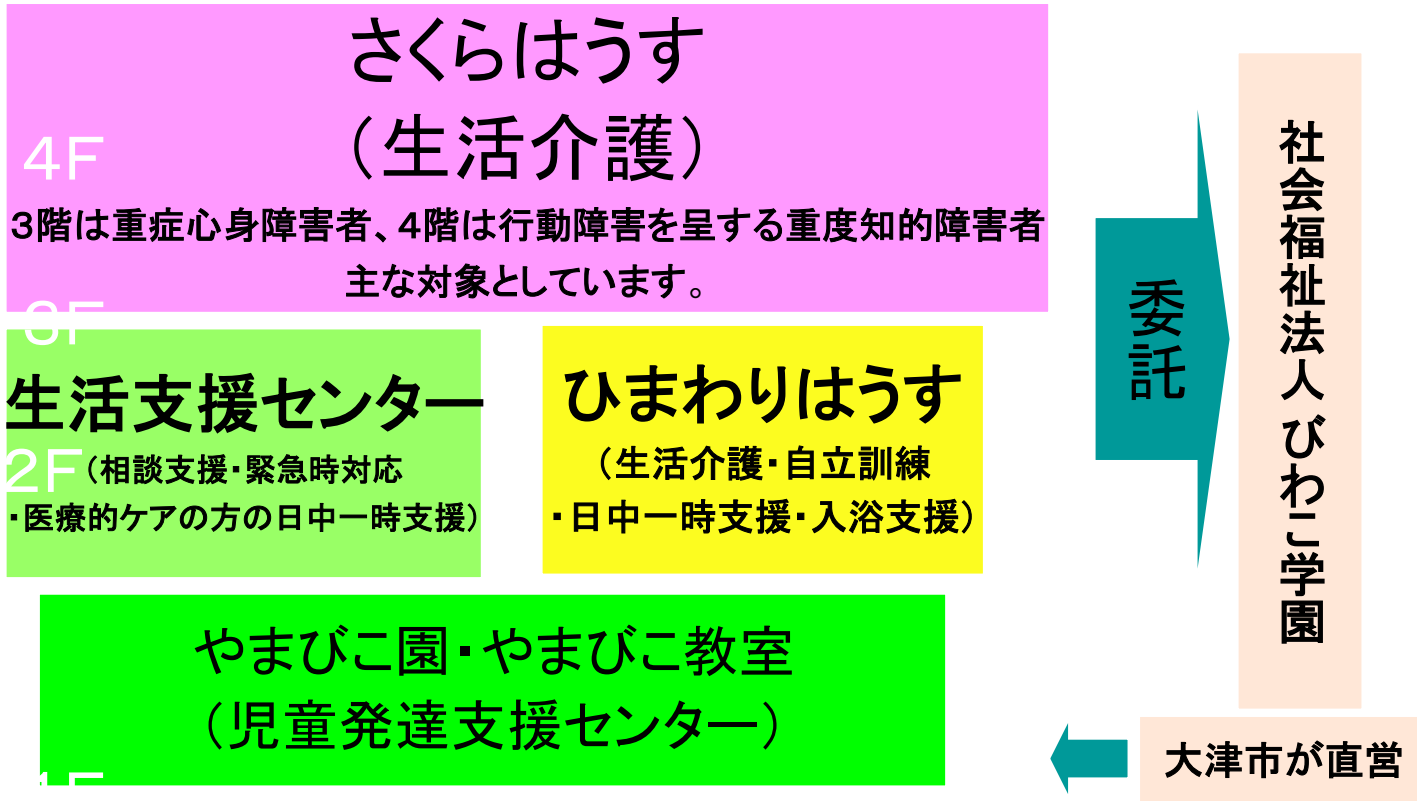 さくらはうす
（生活介護）
4F
3階は重症心身障害者、4階は行動障害を呈する重度知的障害者
主な対象としています。
3F
生活支援センター
2F
（相談支援・緊急時対応
・医療的ケアの方の日中一時支援）
ひまわりはうす
（生活介護・自立訓練
・日中一時支援・入浴支援）
やまびこ園・やまびこ教室
（児童発達支援センター）
1F
委託
社会福祉法人 びわこ学園
大津市が直営